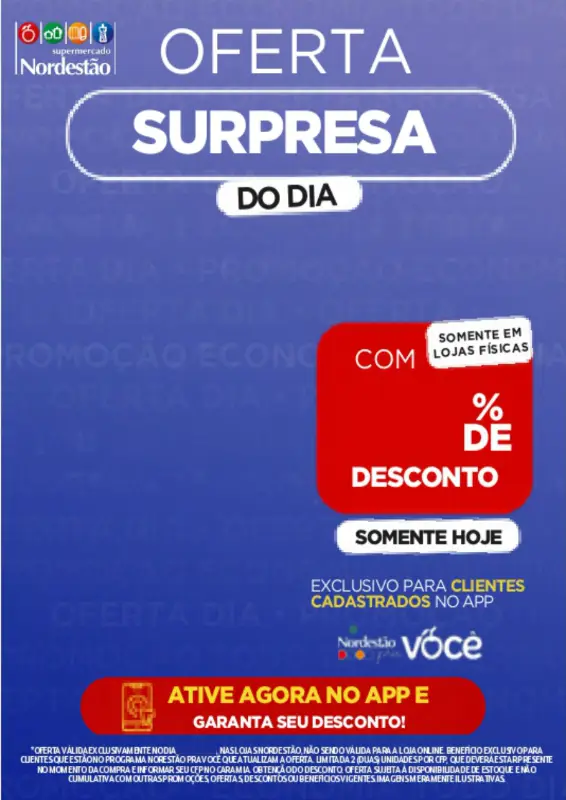 supermercado
Nordestão
OFERTA
SURPRESA
DO DIA
SOMENTE EM
LOJAS FÍSICAS
COM
%
DE
DESCONTO
SOMENTE HOJE
EXCLUSIVO PARA CLIENTES
CADASTRADOS NO APP
Nordestão
pra VOCÊ
ATIVE AGORA NO APP E
GARANTA SEU DESCONTO!
*OFERTA VÁLIDA EXCLUSIVAMENTE NO DIA ________, NAS LOJAS NORDESTÃO, NÃO SENDO VÁLIDA PARA A LOJA ONLINE. BENEFÍCIO EXCLUSIVO PARA
CLIENTES QUE ESTÃO NO PROGRAMA NORESTÃO PRA VOCÊ QUE ATUALIZAM A OFERTA. LIMITADA 2 (DUAS) UNIDADES POR CFP, QUE DEVERÁ ESTAR PRESENTE
NO MOMENTO DA COMPRA E INFORMAR SEU CFP NO CARAMIA. OBTENÇÃO DO DESCONTO. OFERTA SUJEITA À DISPONIBILIDADE DE ESTOQUE E NÃO
CUMULATIVA COM OUTRAS PROMOÇÕES, OFERTAS, DESCONTOS OU BENEFÍCIOS VIGENTES. IMAGENS MERAMENTE ILUSTRATIVAS.